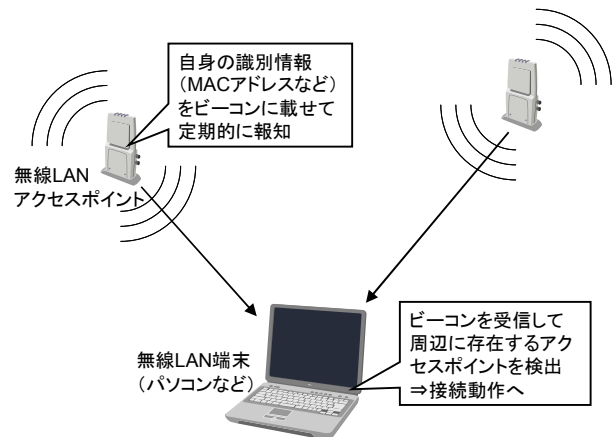 自身の識別情報
（MACアドレスなど）
をビーコンに載せて
定期的に報知
無線LAN
アクセスポイント
無線LAN端末
（パソコンなど）
ビーコンを受信して
周辺に存在するアク
セスポイントを検出
⇒接続動作へ